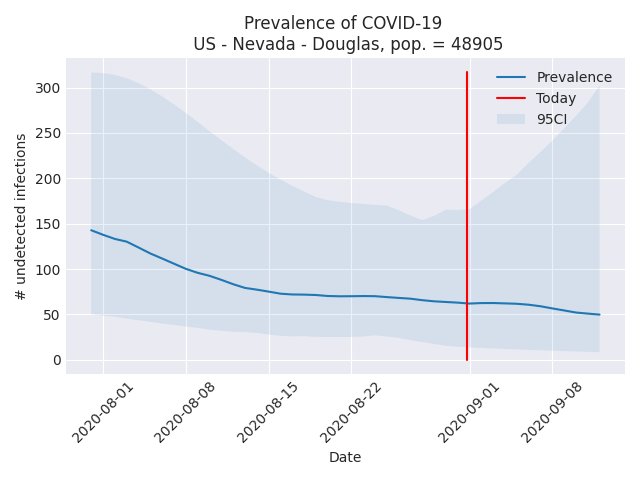 Prevalence of COVID-19
US - Nevada - Douglas, pop. = 48905
Prevalence
Today
95CI
300
250
200
150
100
50
0
# undetected infections
2020-08-01
2020-08-08
2020-08-15
2020-08-22
2020-09-01
2020-09-08
Date